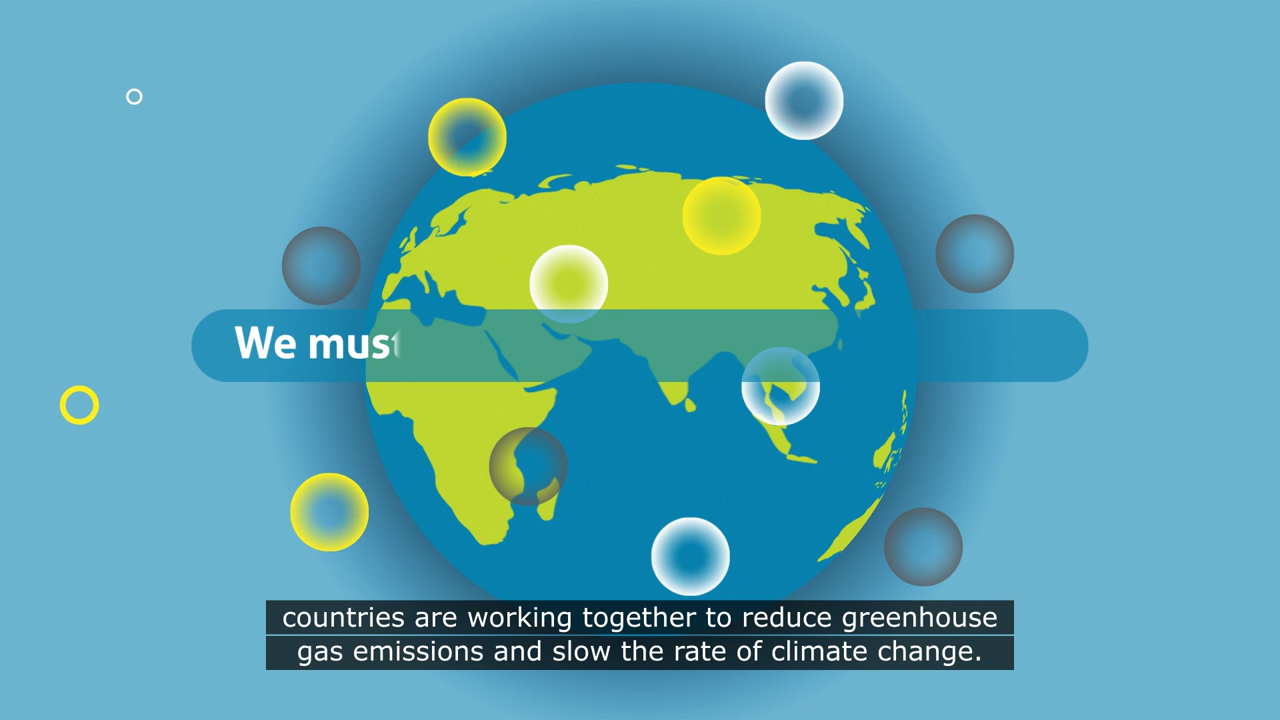 We must
countries are working together to reduce greenhouse
gas emissions and slow the rate of climate change.